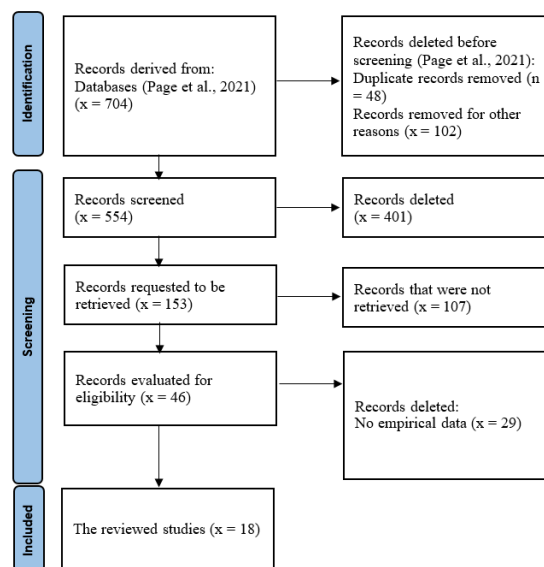 Identification
Records derived from:
Databases (Page et al., 2021)
(x = 704)
Records deleted before
screening (Page et al., 2021):
Duplicate records removed (n
= 48)
Records removed for other
reasons (x = 102)
Screening
Records screened
(x = 554)
Records deleted
(x = 401)
Records requested to be
retrieved (x = 153)
Records that were not
retrieved (x = 107)
Records evaluated for
eligibility (x = 46)
Records deleted:
No empirical data (x = 29)
Included
The reviewed studies (x = 18)